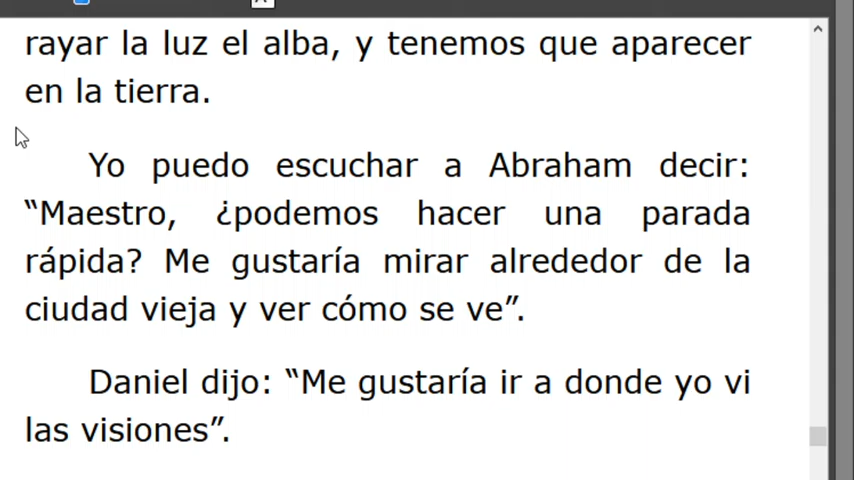 rayar la luz el alba, y tenemos que aparecer
en la tierra.
Yo puedo escuchar a Abraham decir:
“Maestro, ¿podemos hacer una parada
rápida? Me gustaría mirar alrededor de la
ciudad vieja y ver cómo se ve”.
Daniel dijo: “Me gustaría ir a donde yo vi
las visiones”.